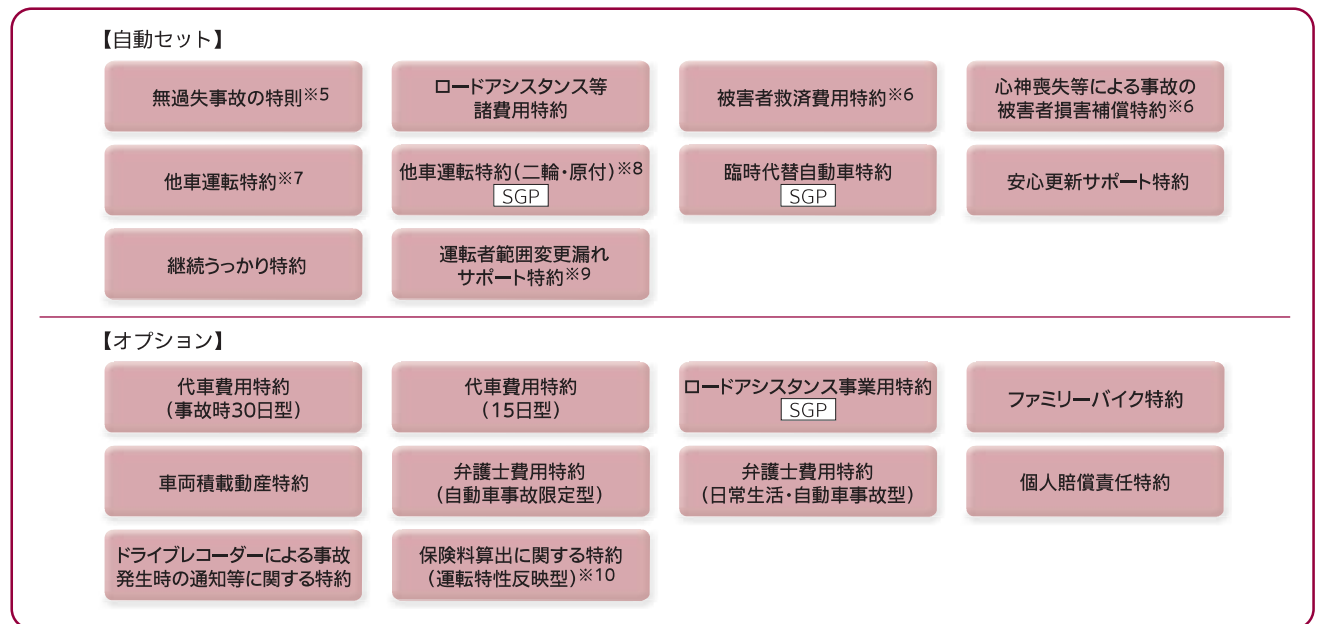 【自動セット】
無過失事故の特則※5
ロードアシスタンス等
諸費用特約
被害者救済費用特約※6
心神喪失等による事故の
被害者損害補償特約※6
他車運転特約※7
他車運転特約(二輪・原付)※8
SGP
臨時代替自動車特約
SGP
安心更新サポート特約
継続うっかり特約
運転者範囲変更漏れ
サポート特約※9
【オプション】
代車費用特約
(事故時30日型)
代車費用特約
(15日型)
ロードアシスタンス事業用特約
SGP
ファミリーバイク特約
車両積載動産特約
弁護士費用特約
(自動車事故限定型)
弁護士費用特約
(日常生活・自動車事故型)
個人賠償責任特約
ドライブレコーダーによる事故
発生時の通知等に関する特約
保険料算出に関する特約
(運転特性反映型)※10